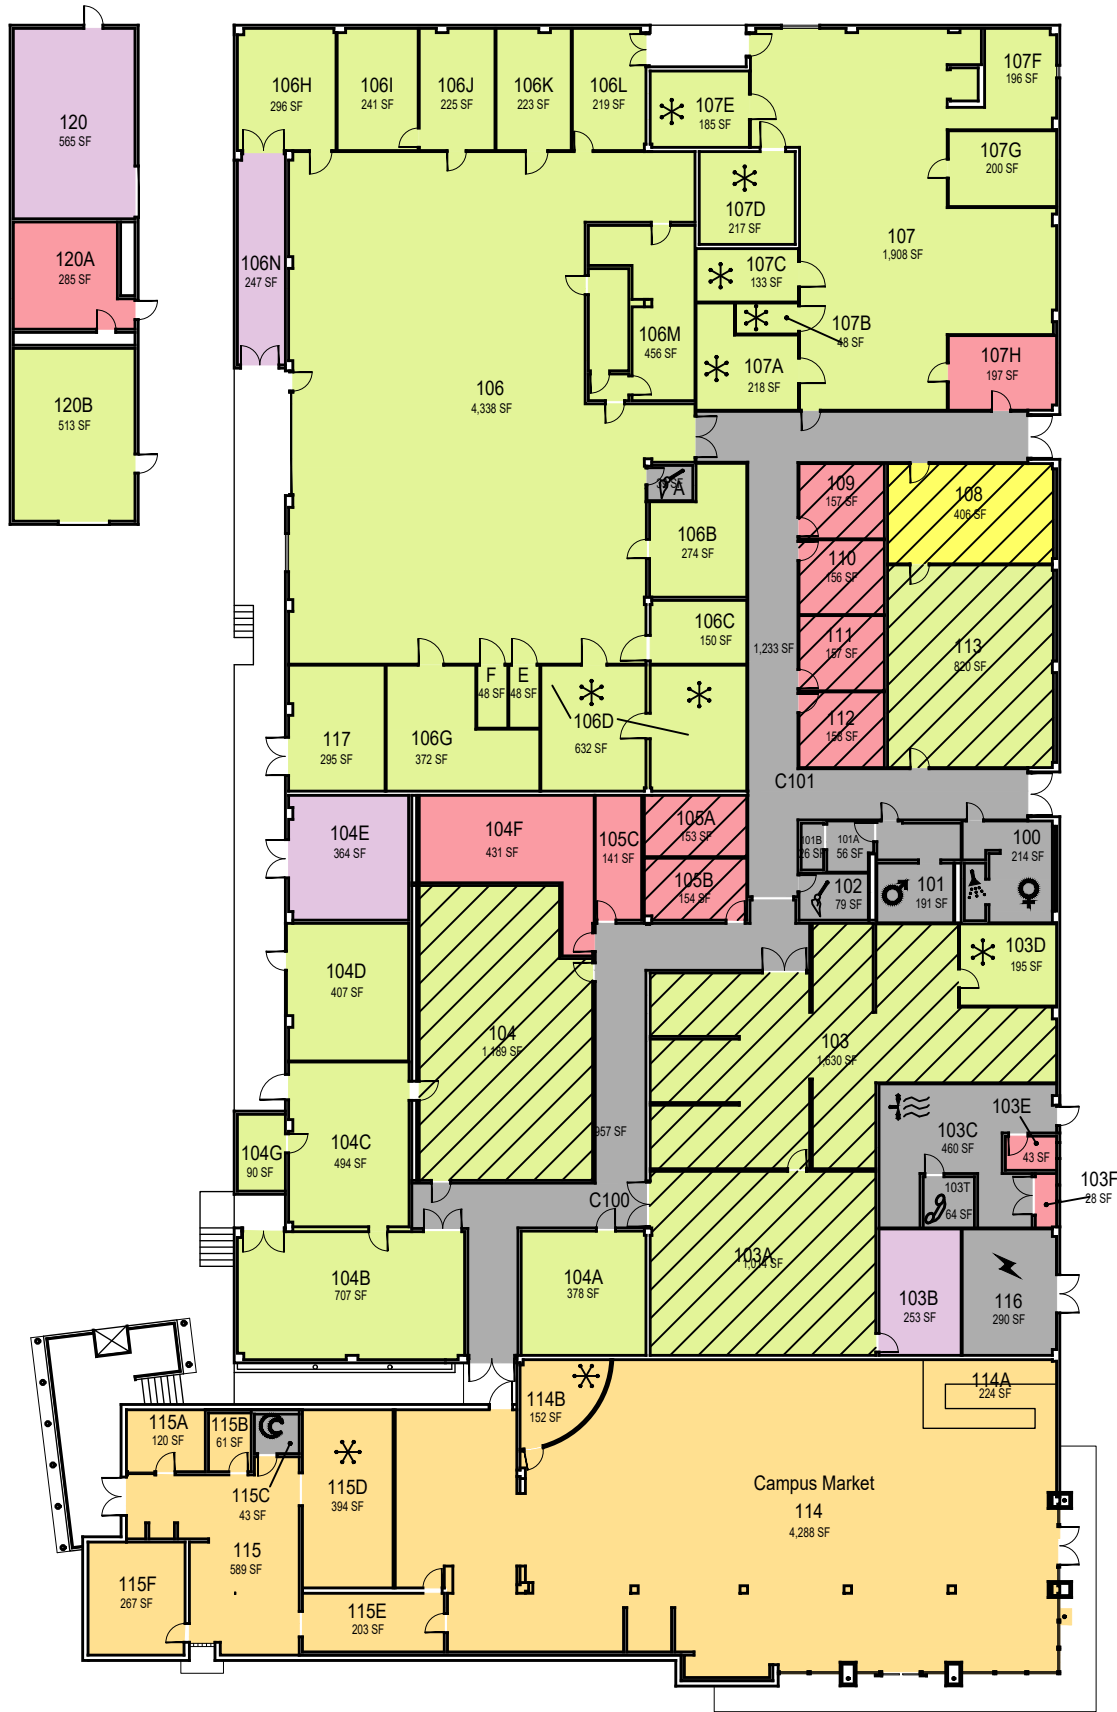 120
565 SF
120A
285 SF
120B
513 SF
106H
296 SF
106I
241 SF
106J
225 SF
106K
223 SF
106L
219 SF
107E
185 SF
107F
196 SF
107G
200 SF
107D
217 SF
107
1,908 SF
106N
247 SF
107C
133 SF
107B
48 SF
106M
456 SF
107A
218 SF
107H
197 SF
106
4,338 SF
A
106B
274 SF
109
157 SF
108
406 SF
110
156 SF
106C
150 SF
1,233 SF
111
157 SF
113
820 SF
F
48 SF
E
48 SF
106D
632 SF
112
158 SF
117
295 SF
106G
372 SF
C101
104E
364 SF
104F
431 SF
105C
141 SF
105A
153 SF
105B
154 SF
101B
26 SF
101A
56 SF
100
214 SF
102
79 SF
101
191 SF
104D
407 SF
103D
195 SF
104
1,189 SF
103
1,630 SF
103E
43 SF
103C
460 SF
957 SF
104G
90 SF
104C
494 SF
103T
64 SF
103F
28 SF
C100
104B
707 SF
104A
378 SF
103A
1,014 SF
103B
253 SF
116
290 SF
114B
152 SF
114A
224 SF
115A
120 SF
115B
61 SF
115C
43 SF
115D
394 SF
Campus Market
114
4,288 SF
115
589 SF
115F
267 SF
115E
203 SF